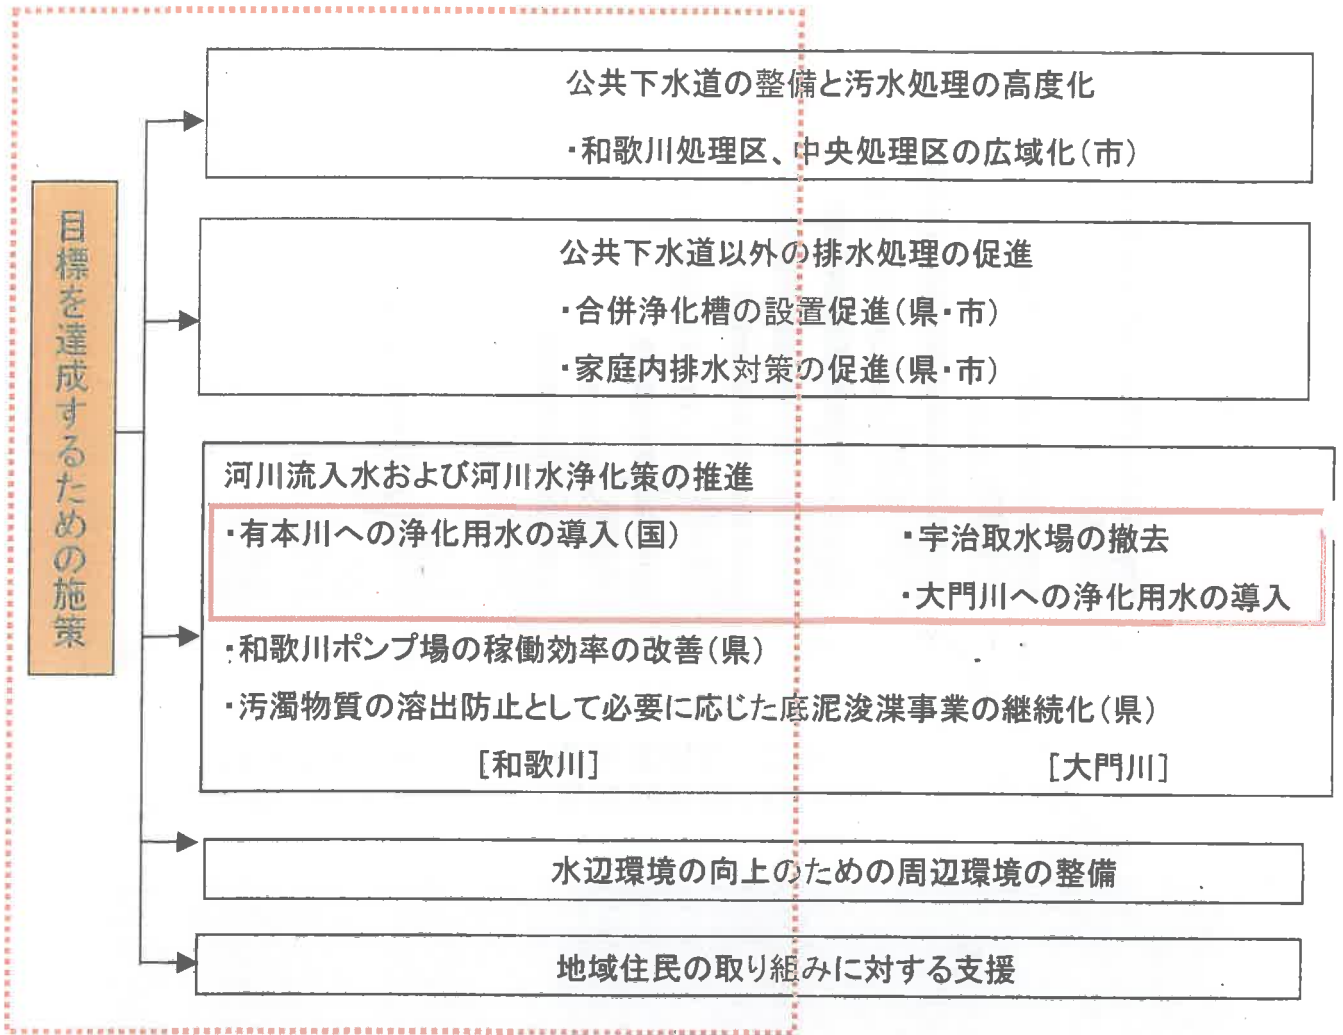 目標を達成するための施策
公共下水道の整備と汚水処理の高度化
・和歌川処理区、中央処理区の広域化(市)
公共下水道以外の排水処理の促進
・合併浄化槽の設置促進(県・市)
・家庭内排水対策の促進(県・市)
河川流入水および河川水浄化策の推進
・有本川への浄化用水の導入(国)
・宇治取水場の撤去
・大門川への浄化用水の導入
・和歌川ポンプ場の稼働効率の改善(県)
・汚濁物質の溶出防止として必要に応じた底泥浚渫事業の継続化(県)
[和歌川]
[大門川]
水辺環境の向上のための周辺環境の整備
地域住民の取り組みに対する支援